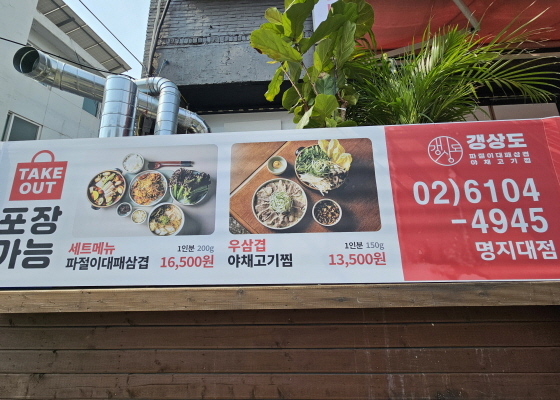 TAKE
OUT
포장
가능
세트메뉴
1인분 200g
파절이대패삼겹
16,500원
우삼겹
1인분 150g
야채고기찜
13,500원
갱상도
갱상도
파절이대패삼겹
야채고기찜
02)6104
-4945
명지대점